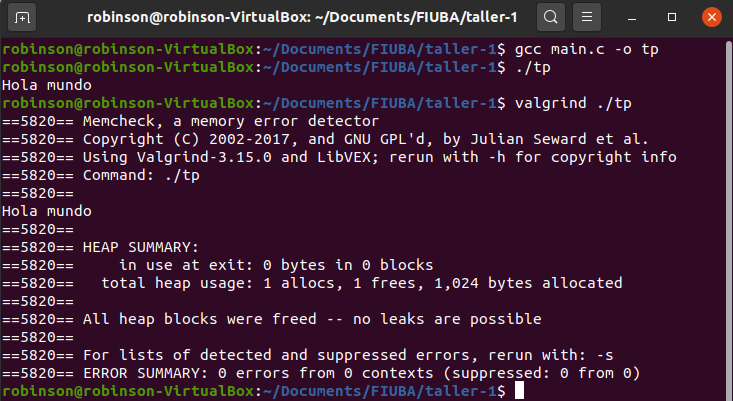 robinson@robinson-VirtualBox: ~/Documents/FIUBA/taller-1
robinson@robinson-VirtualBox:~/Documents/FIUBA/taller-1$ gcc main.c -o tp
robinson@robinson-VirtualBox:~/Documents/FIUBA/taller-1$ ./tp
Hola mundo
robinson@robinson-VirtualBox:~/Documents/FIUBA/taller-1$ valgrind ./tp
==5820== Memcheck, a memory error detector
==5820== Copyright (C) 2002-2017, and GNU GPL'd, by Julian Seward et al.
==5820== Using Valgrind-3.15.0 and LibVEX; rerun with -h for copyright info
==5820== Command: ./tp
==5820==
Hola mundo
==5820==
==5820== HEAP SUMMARY:
==5820==     in use at exit: 0 bytes in 0 blocks
==5820==   total heap usage: 1 allocs, 1 frees, 1,024 bytes allocated
==5820==
==5820== All heap blocks were freed -- no leaks are possible
==5820==
==5820== For lists of detected and suppressed errors, rerun with: -s
==5820== ERROR SUMMARY: 0 errors from 0 contexts (suppressed: 0 from 0)
robinson@robinson-VirtualBox:~/Documents/FIUBA/taller-1$